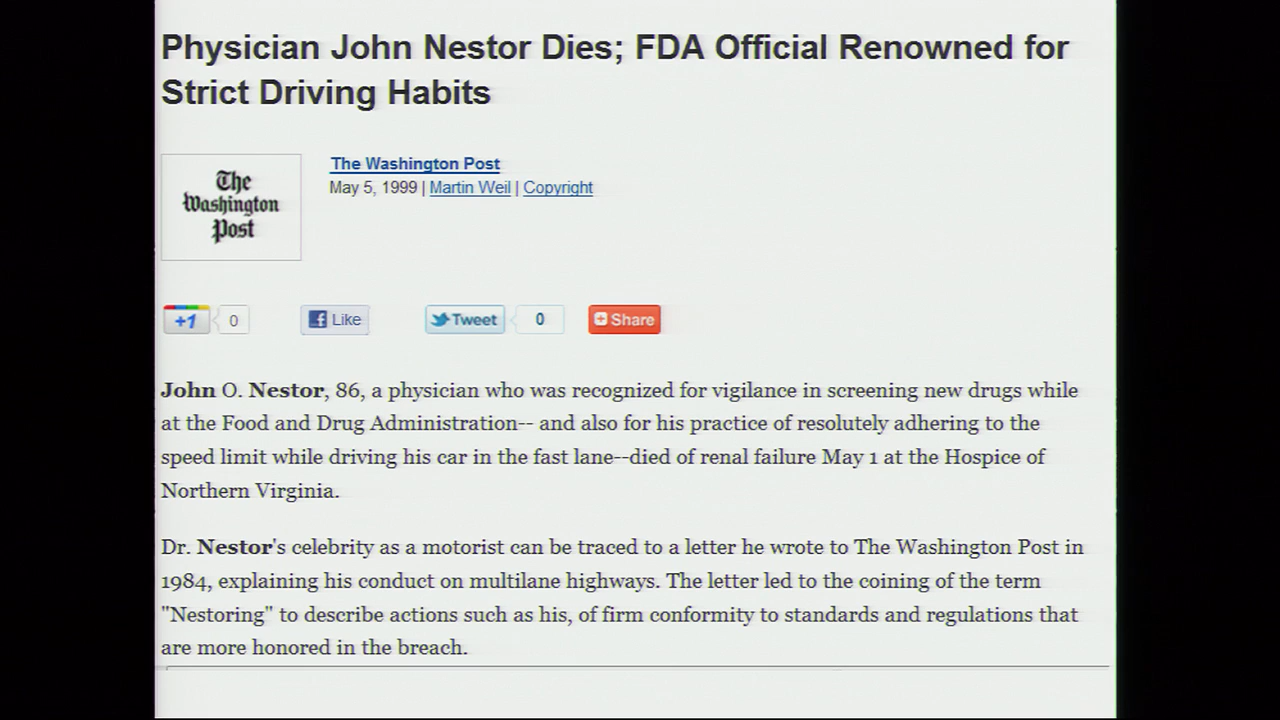 Physician John Nestor Dies; FDA Official Renowned for
Strict Driving Habits
The
Washington
Post
The Washington Post
May 5, 1999 | Martin Weil | Copyright
+1 0 Like Tweet 0 Share
John O. Nestor, 86, a physician who was recognized for vigilance in screening new drugs while
at the Food and Drug Administration-- and also for his practice of resolutely adhering to the
speed limit while driving his car in the fast lane--died of renal failure May 1 at the Hospice of
Northern Virginia.
Dr. Nestor's celebrity as a motorist can be traced to a letter he wrote to The Washington Post in
1984, explaining his conduct on multilane highways. The letter led to the coining of the term
"Nestoring" to describe actions such as his, of firm conformity to standards and regulations that
are more honored in the breach.